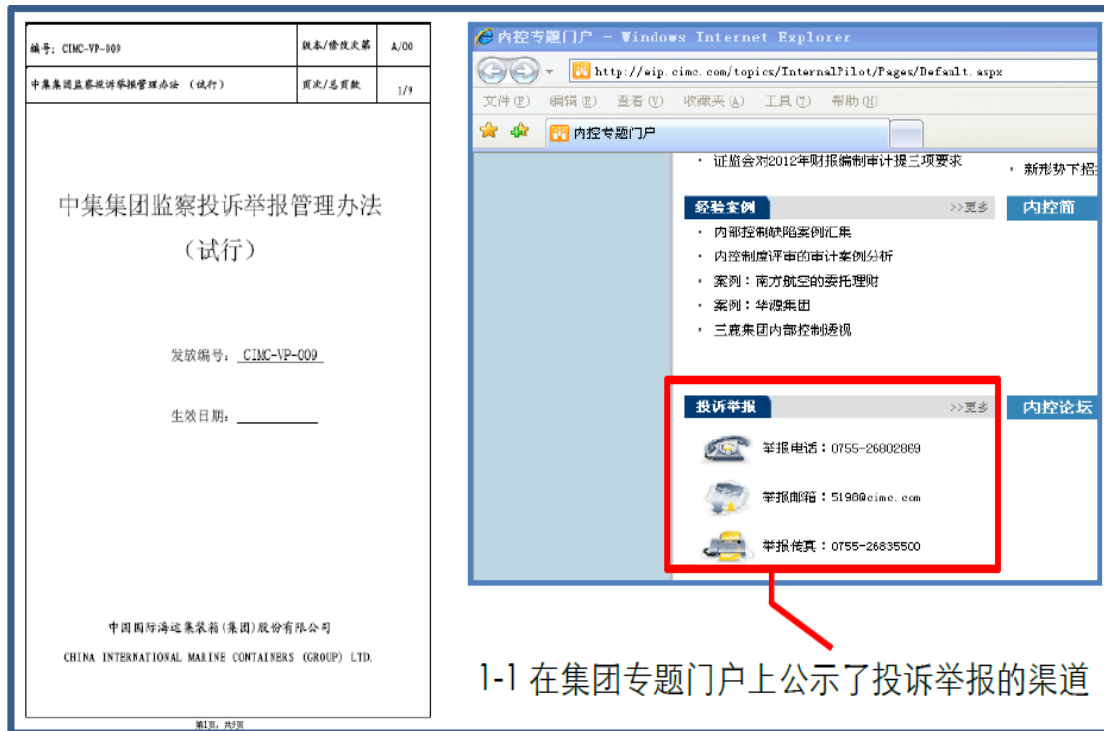 编号: CIMC-VP-009
版本/修改次第
A/00
中集集团监察投诉举报管理办法 (试行)
页次/总页数
1/9
中集集团监察投诉举报管理办法
（试行）
发放编号: CIMC-VP-009
生效日期:
中国国际海运集装箱(集团)股份有限公司
CHINA INTERNATIONAL MARINE CONTAINERS (GROUP) LTD.
第1页, 共9页
内控专题门户 - Windows Internet Explorer
http://eip.cimc.com/topics/InternalPilot/Pages/Default.aspx
文件(F) 编辑(E) 查看(V) 收藏夹(A) 工具(T) 帮助(H)
内控专题门户
· 证监会对2012年财报编制审计提三项要求
· 新形势下招
经验案例 >>更多 内控简
· 内部控制缺陷案例汇集
· 内控制度评审的审计案例分析
· 案例：南方航空的委托理财
· 案例：华源集团
· 三鹿集团内部控制透视
投诉举报 >>更多 内控论坛
举报电话：0755-26802869
举报邮箱：5198@cimc.com
举报传真：0755-26835500
1-1 在集团专题门户上公示了投诉举报的渠道